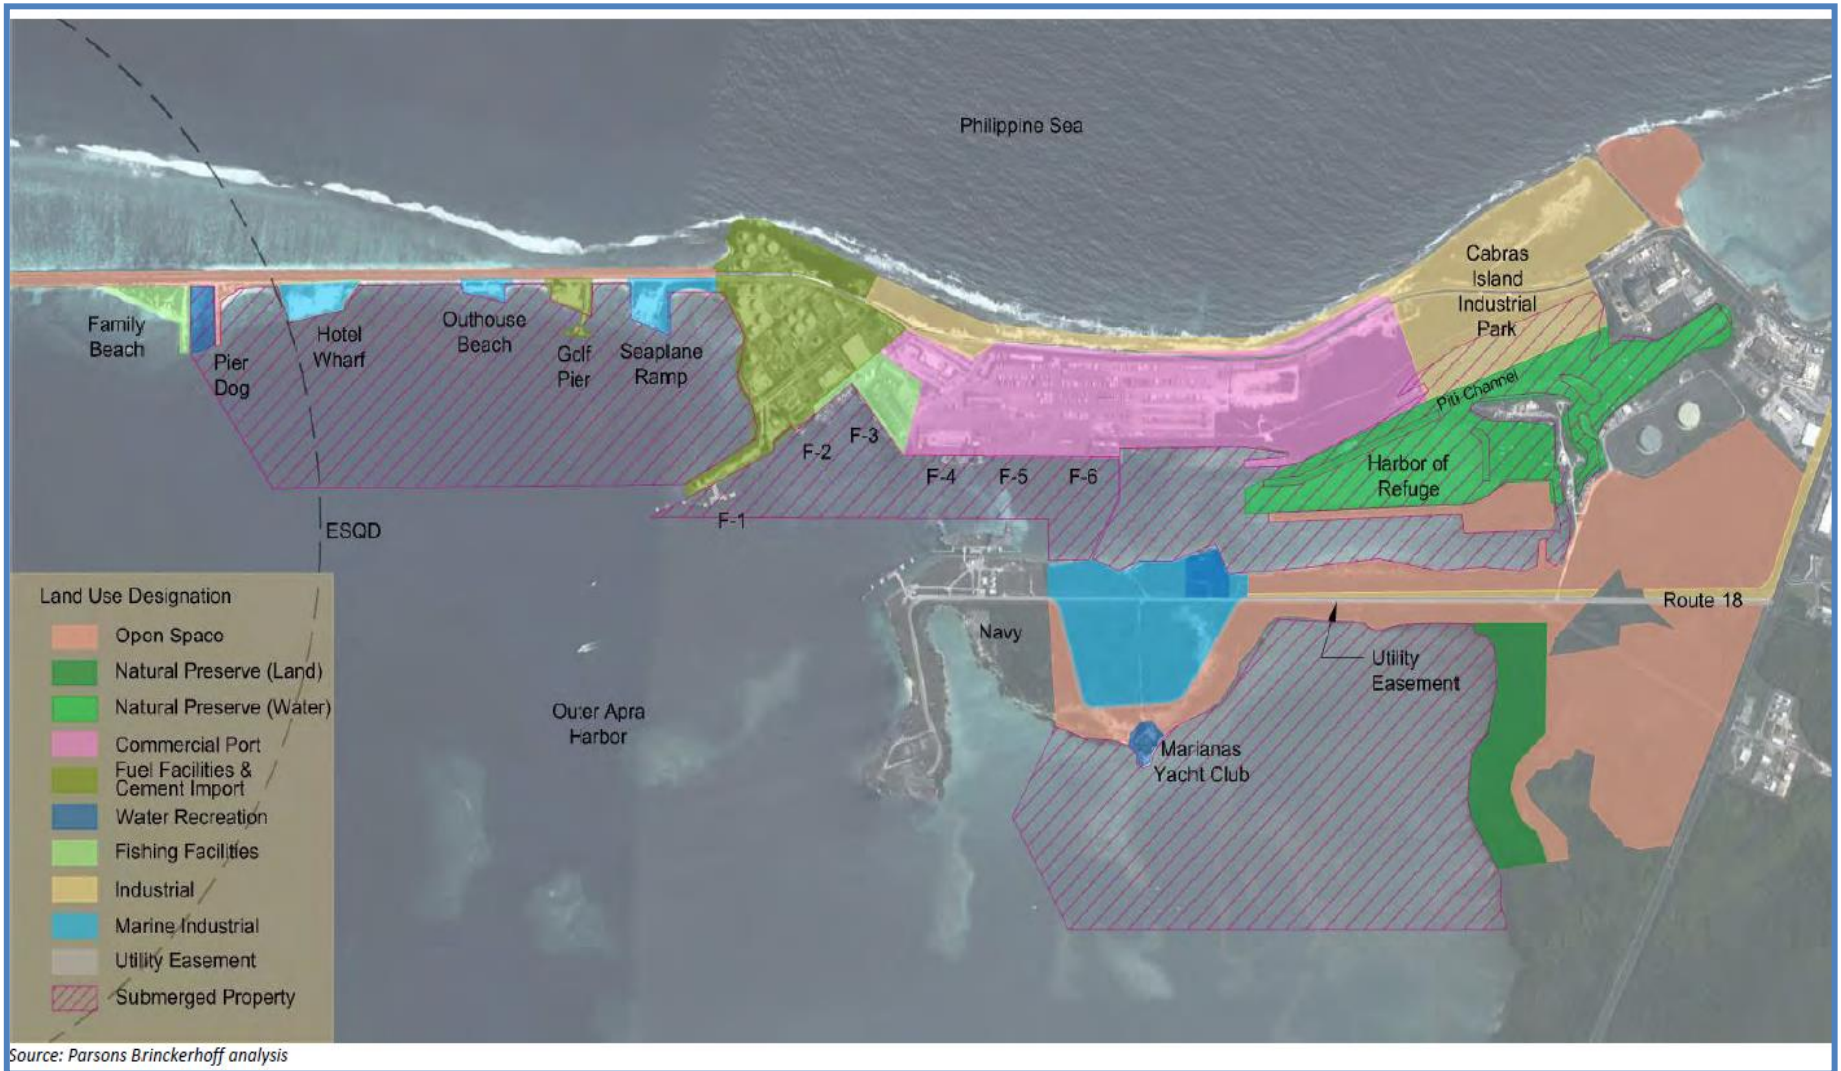 Philippine Sea
Cabras
Island
Industrial
Park
Family
Beach
Pier
Dog
Hotel
Wharf
Outhouse
Beach
Golf
Pier
Seaplane
Ramp
Piti Channel
F-2
F-3
F-4
F-5
F-6
Harbor of
Refuge
F-1
ESQD
Land Use Designation
Open Space
Natural Preserve (Land)
Natural Preserve (Water)
Commercial Port
Fuel Facilities &
Cement Import
Water Recreation
Fishing Facilities
Industrial
Marine Industrial
Utility Easement
Submerged Property
Route 18
Navy
Utility
Easement
Outer Apra
Harbor
Marianas
Yacht Club
Source: Parsons Brinckerhoff analysis